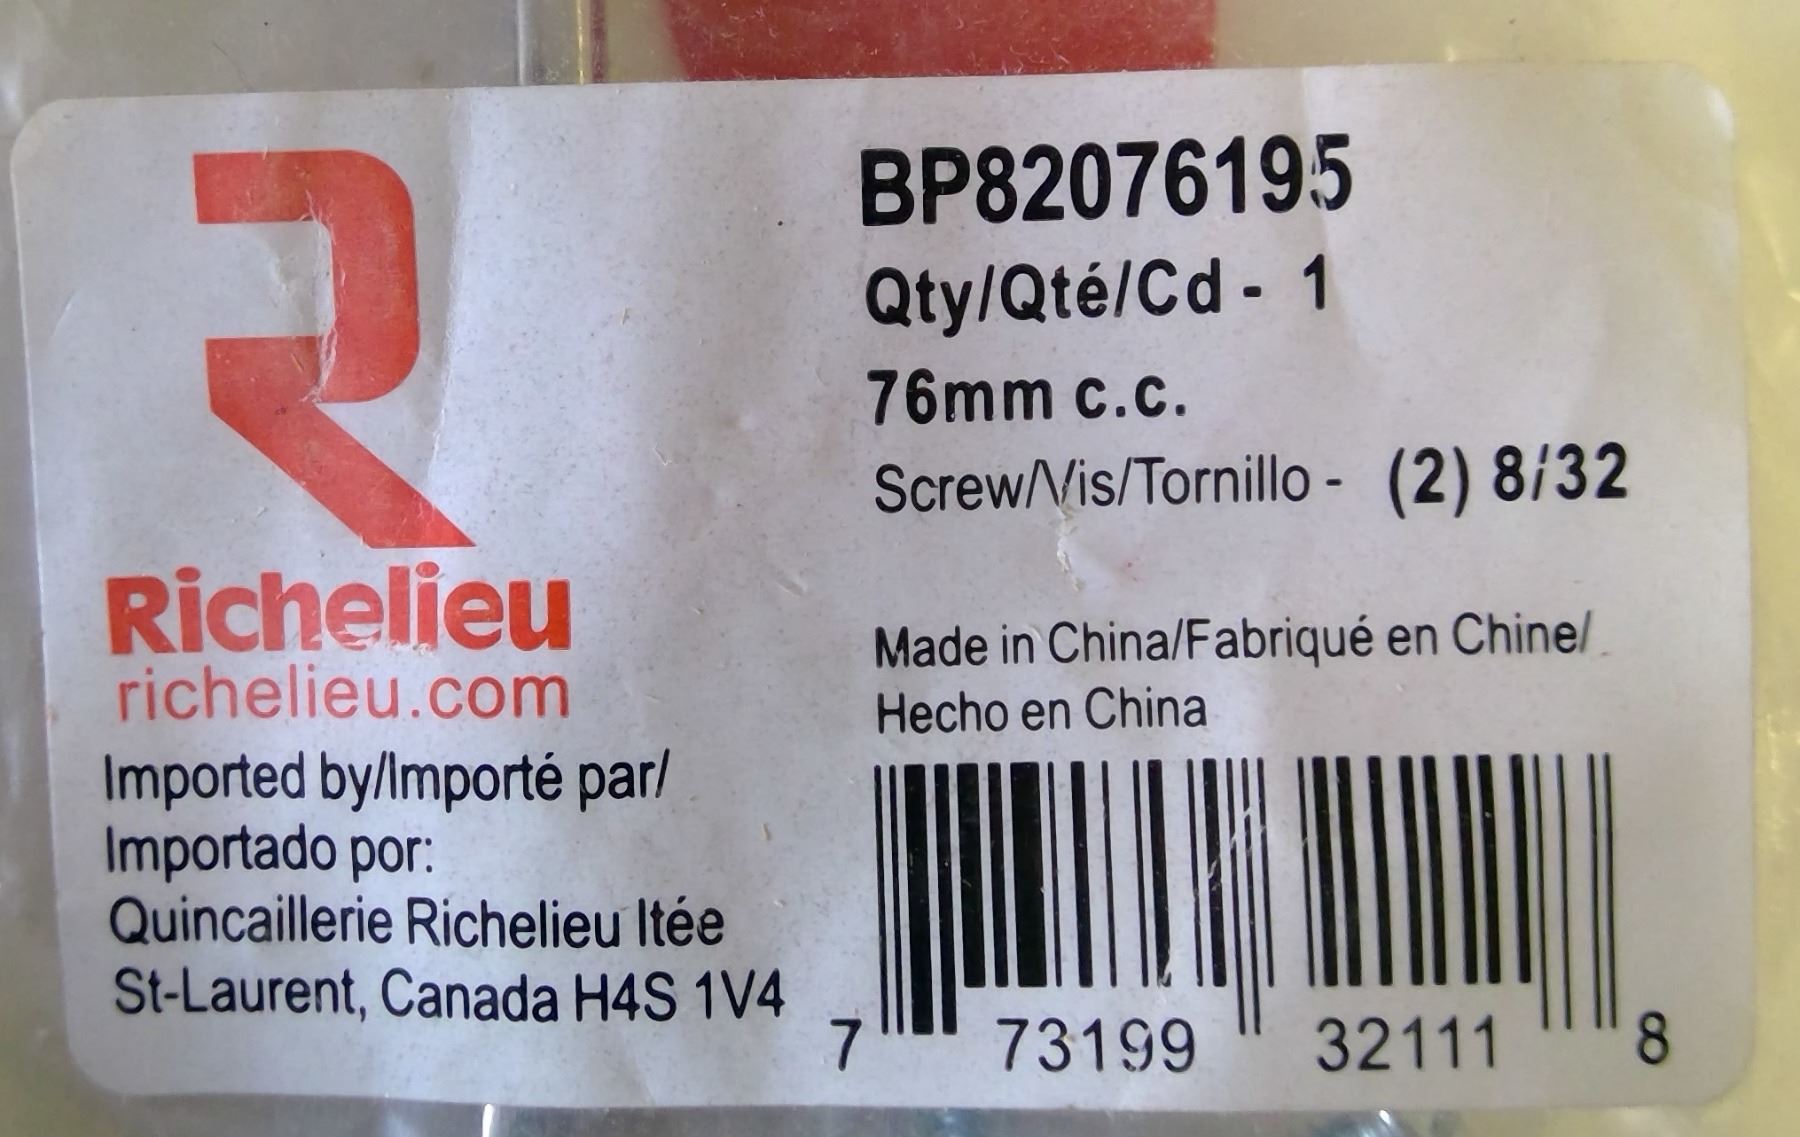 Richelieu
richelieu.com
Imported by/Importé par/
Importado por:
Quincaillerie Richelieu ltée
St-Laurent, Canada H4S 1V4
BP82076195
Qty/Qté/Cd - 1
76mm c.c.
Screw/Vis/Tornillo - (2) 8/32
Made in China/Fabriqué en Chine/
Hecho en China
7 73199 32111 8